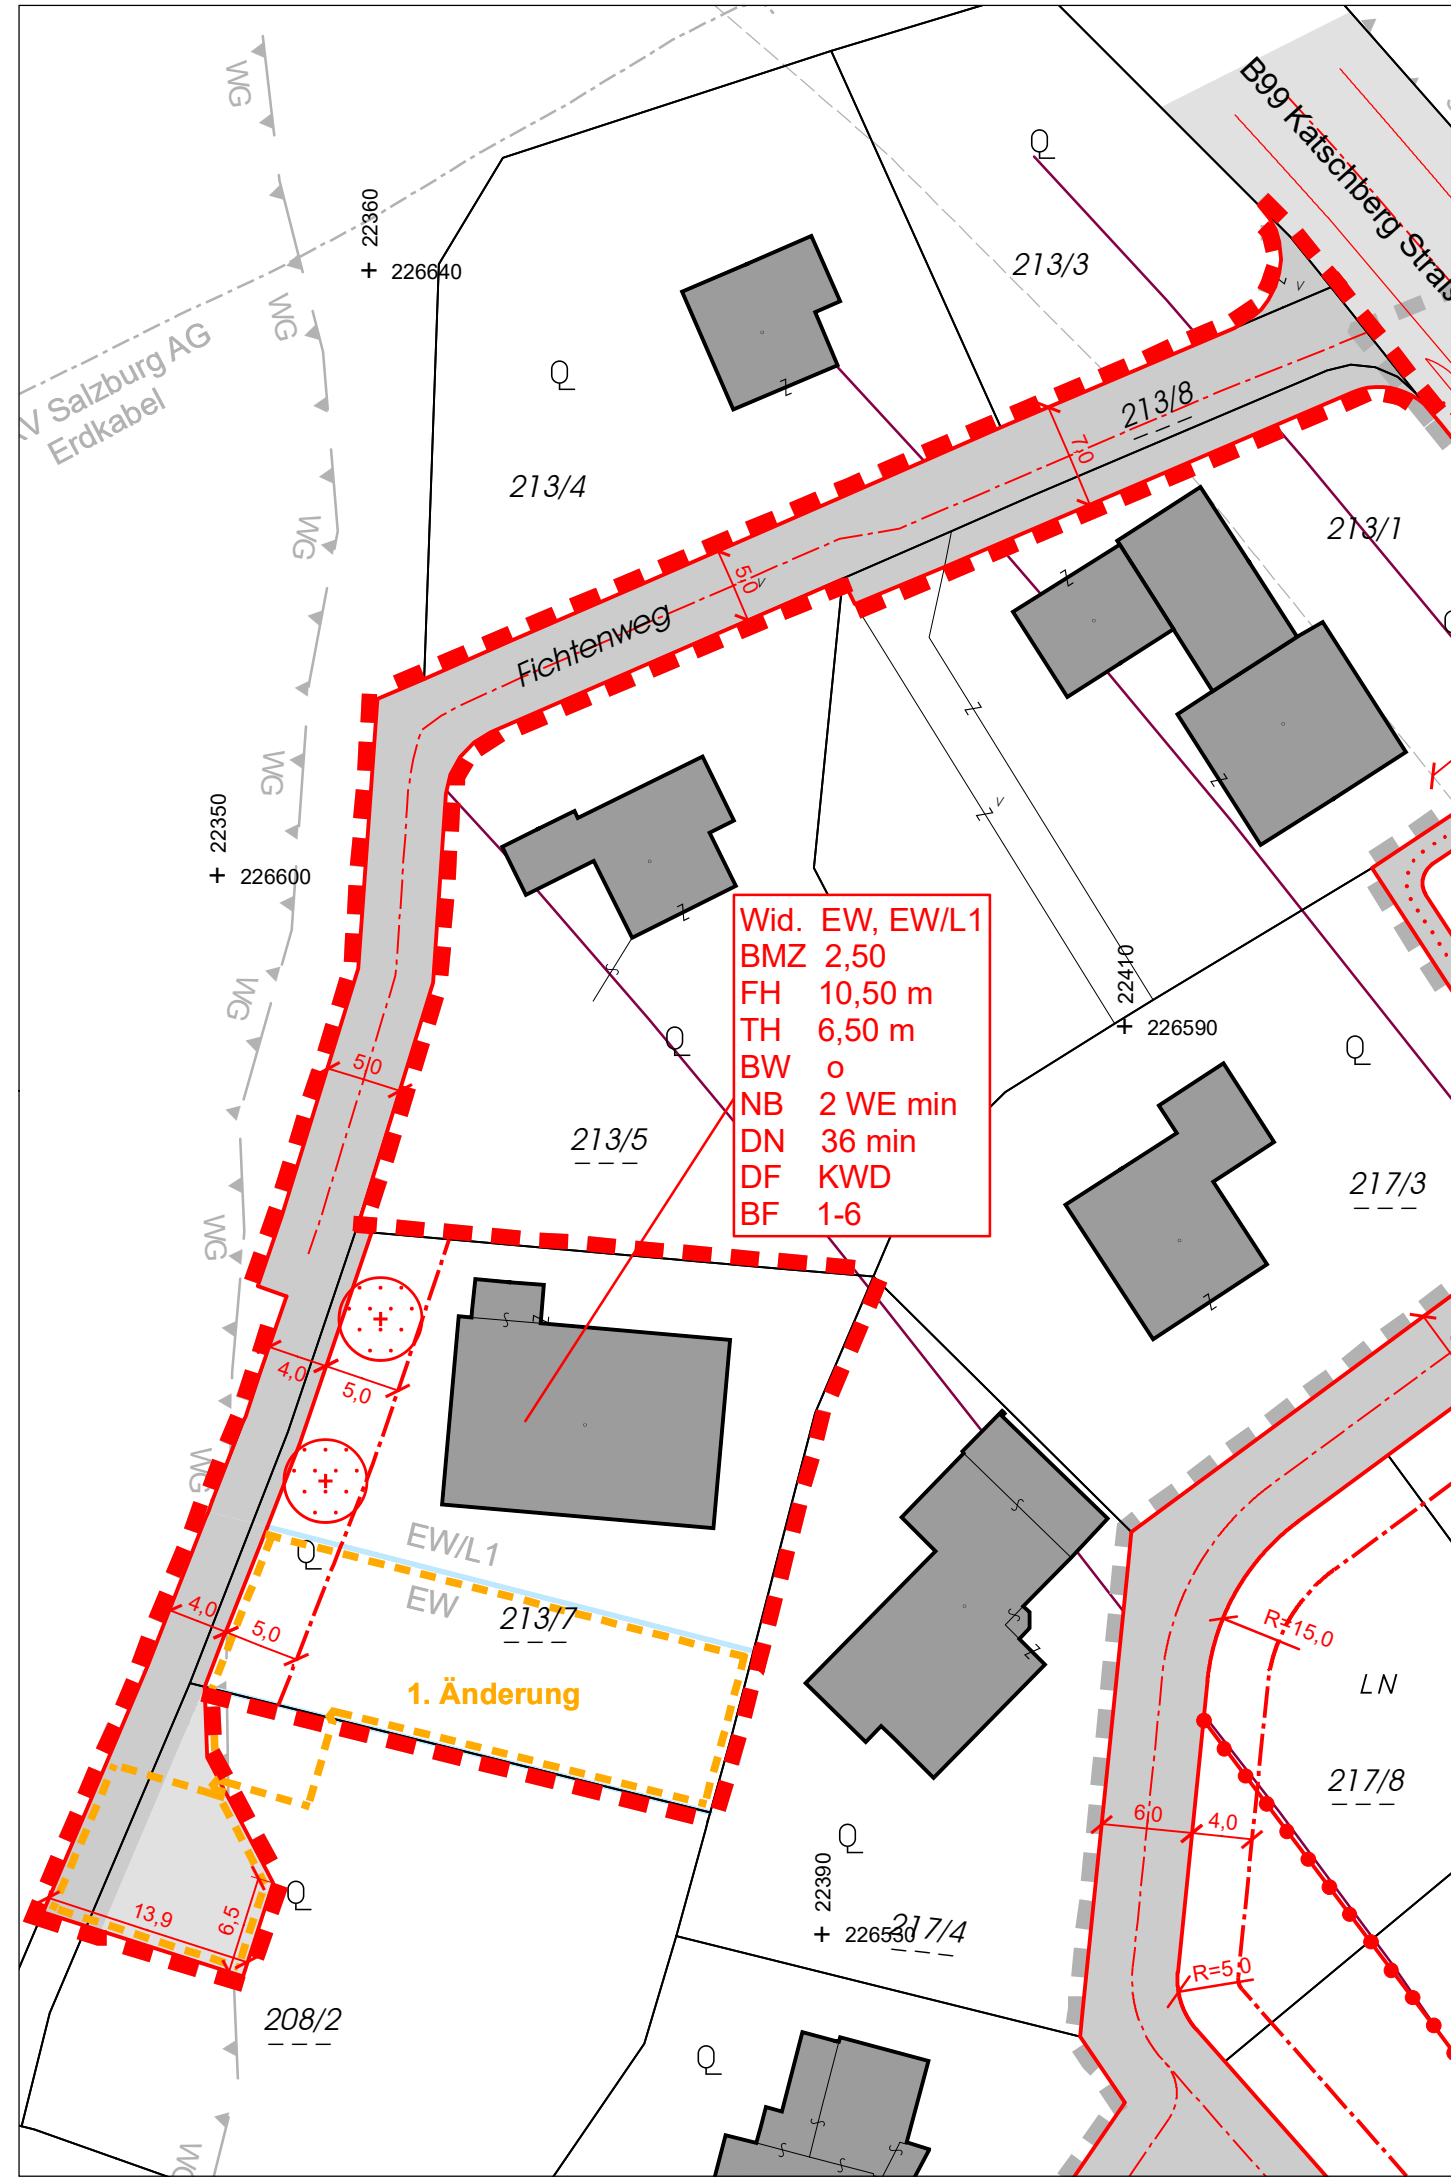 WG
B99 Katschberg
22360
226640
213/3
WG
V Salzburg AG
Erdkabel
213/8
7,0
213/4
213/1
WG
5,0
Fichtenweg
WG
22350
226600
Wid. EW, EW/L1
BMZ 2,50
FH 10,50 m
TH 6,50 m
BW o
NB 2 WE min
DN 36 min
DF KWD
BF 1-6
22410
226590
WG
5,0
213/5
217/3
WG
4,0
5,0
WG
EW/L1
EW
213/7
4,0
5,0
R=15,0
1. Änderung
LN
217/8
6,0
4,0
13,9
6,5
22390
226530
217/4
R=5,0
208/2
WG